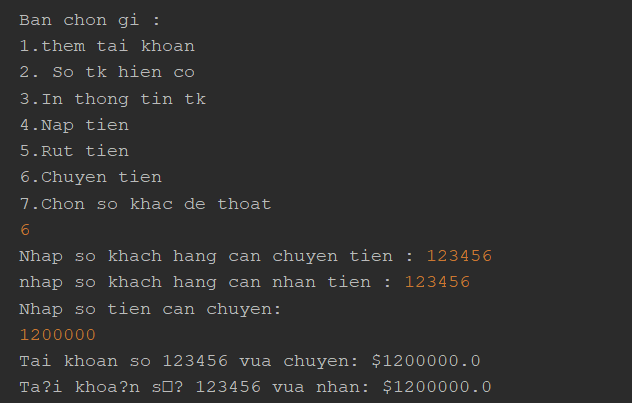 Ban chon gi :
1.them tai khoan
2. So tk hien co
3.In thong tin tk
4.Nap tien
5.Rut tien
6.Chuyen tien
7.Chon so khac de thoat
6
Nhap so khach hang can chuyen tien : 123456
nhap so khach hang can nhan tien : 123456
Nhap so tien can chuyen:
1200000
Tai khoan so 123456 vua chuyen: $1200000.0
Ta?i khoa?n s□? 123456 vua nhan: $1200000.0